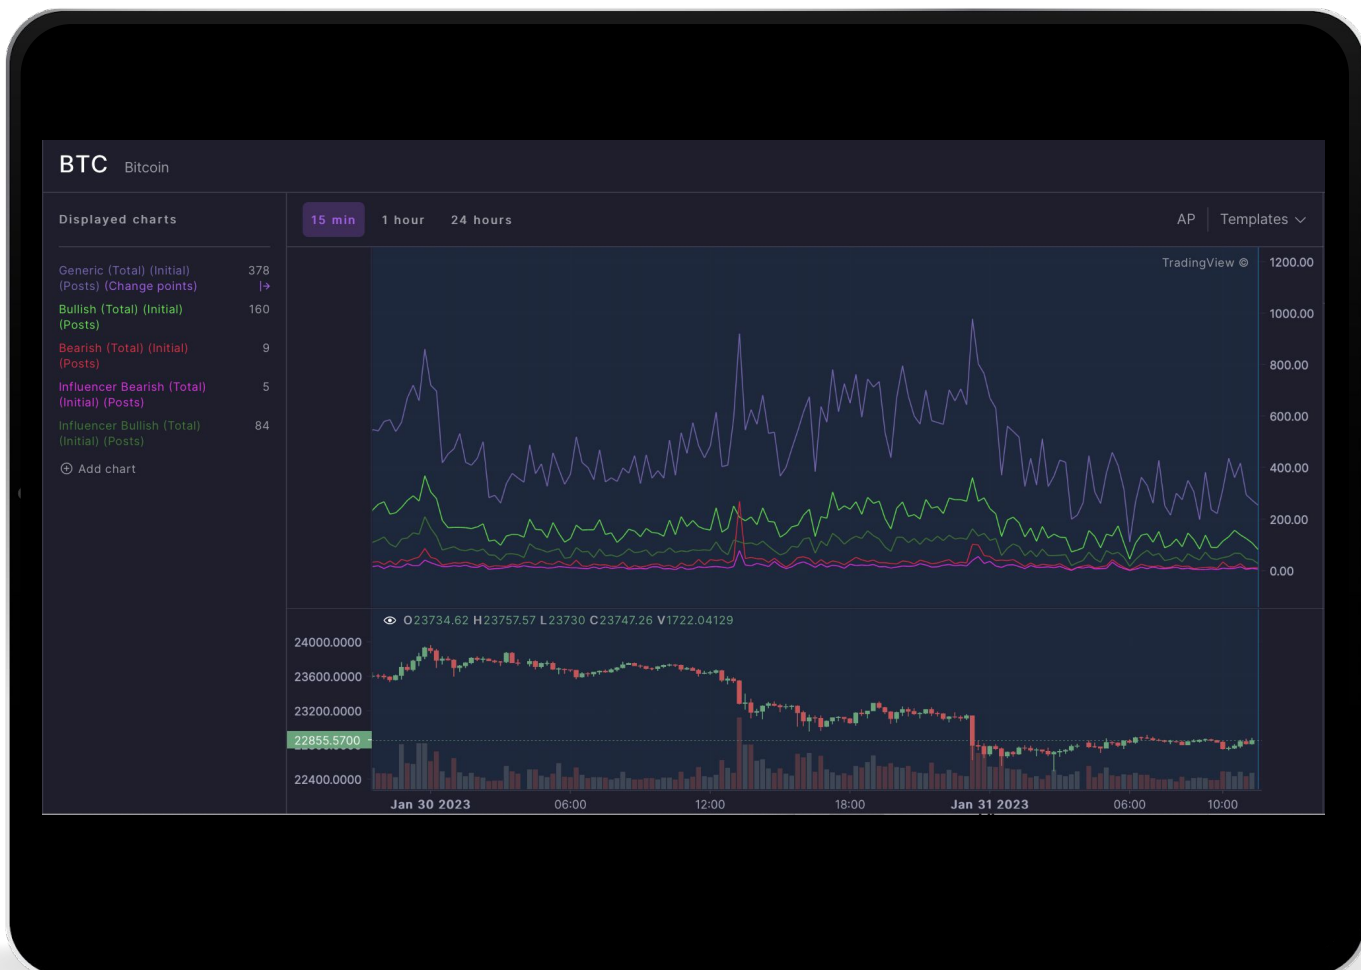 BTC Bitcoin
Displayed charts
15 min 1 hour 24 hours
AP Templates
Generic (Total) (Initial) 378
(Posts) (Change points)
Bullish (Total) (Initial) 160
(Posts)
Bearish (Total) (Initial) 9
(Posts)
Influencer Bearish (Total) 5
(Initial) (Posts)
Influencer Bullish (Total) 84
(Initial) (Posts)
Add chart
TradingView ©
1200.00
1000.00
800.00
600.00
400.00
200.00
0.00
O23734.62 H23757.57 L23730 C23747.26 V1722.04129
24000.0000
23600.0000
23200.0000
22855.5700
22400.0000
Jan 30 2023 06:00 12:00 18:00 Jan 31 2023 06:00 10:00